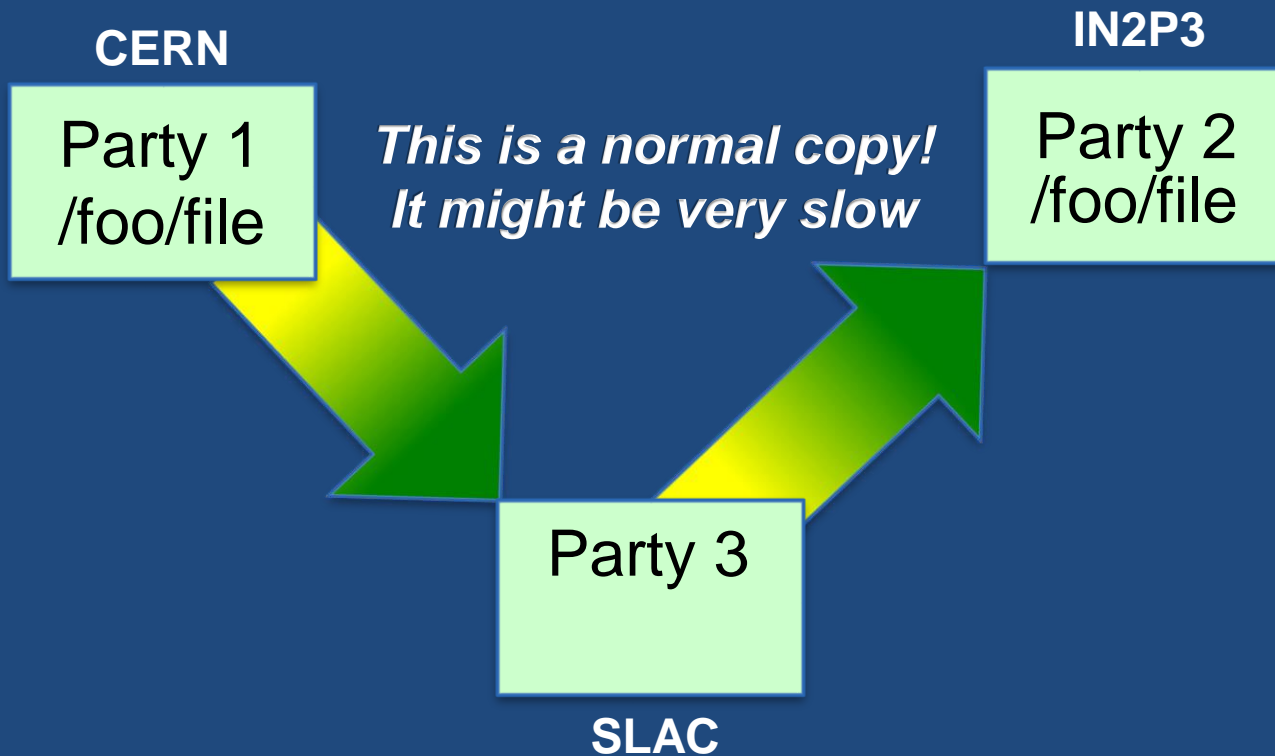 CERN
Party 1
/foo/file
This is a normal copy!
It might be very slow
IN2P3
Party 2
/foo/file
Party 3
SLAC